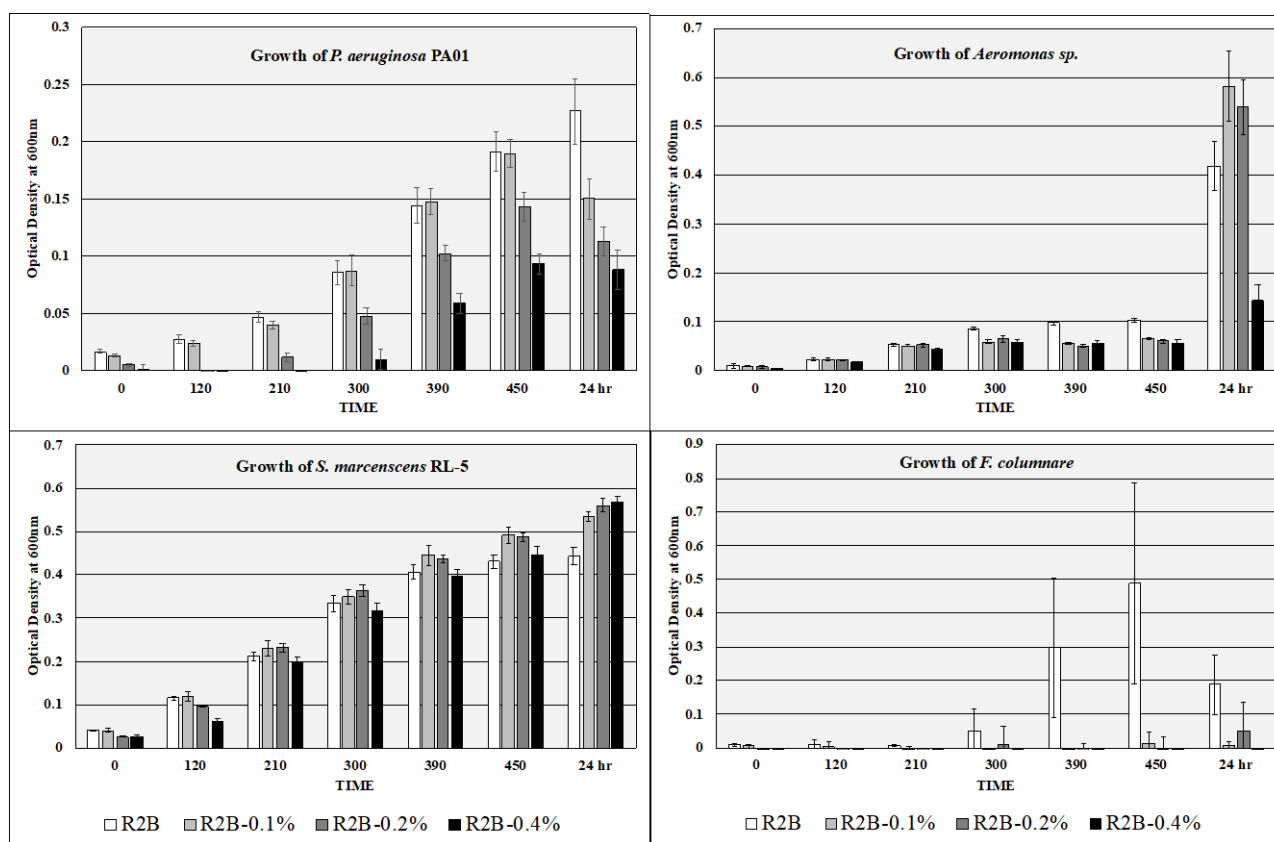 Growth of P. aeruginosa PA01
Optical Density at 600nm
0.3
0.25
0.2
0.15
0.1
0.05
0
0 120 210 300 390 450 24 hr
TIME
Growth of Aeromonas sp.
Optical Density at 600nm
0.7
0.6
0.5
0.4
0.3
0.2
0.1
0
0 120 210 300 390 450 24 hr
TIME
Growth of S. marcenscens RL-5
Optical Density at 600nm
0.7
0.6
0.5
0.4
0.3
0.2
0.1
0
0 120 210 300 390 450 24 hr
TIME
R2B R2B-0.1% R2B-0.2% R2B-0.4%
Growth of F. columnare
Optical Density at 600nm
0.9
0.8
0.7
0.6
0.5
0.4
0.3
0.2
0.1
0
0 120 210 300 390 450 24 hr
TIME
R2B R2B-0.1% R2B-0.2% R2B-0.4%